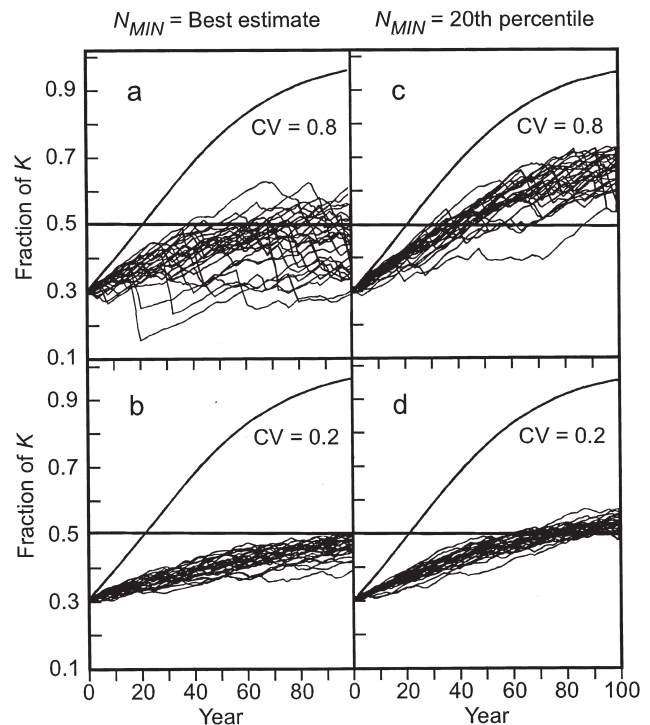 N_MIN = Best estimate N_MIN = 20th percentile
a
c
CV = 0.8
CV = 0.8
0.9
0.7
0.5
0.3
0.1
Fraction of K
b
d
CV = 0.2
CV = 0.2
0.9
0.7
0.5
0.3
0.1
Fraction of K
0 20 40 60 80 0 20 40 60 80 100
Year Year